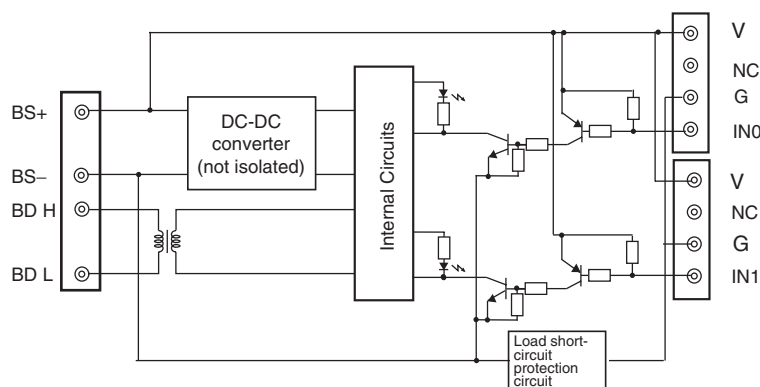 BS+
BS–
BD H
BD L
DC-DC
converter
(not isolated)
Internal Circuits
Load short-
circuit
protection
circuit
V
NC
G
IN0
V
NC
G
IN1